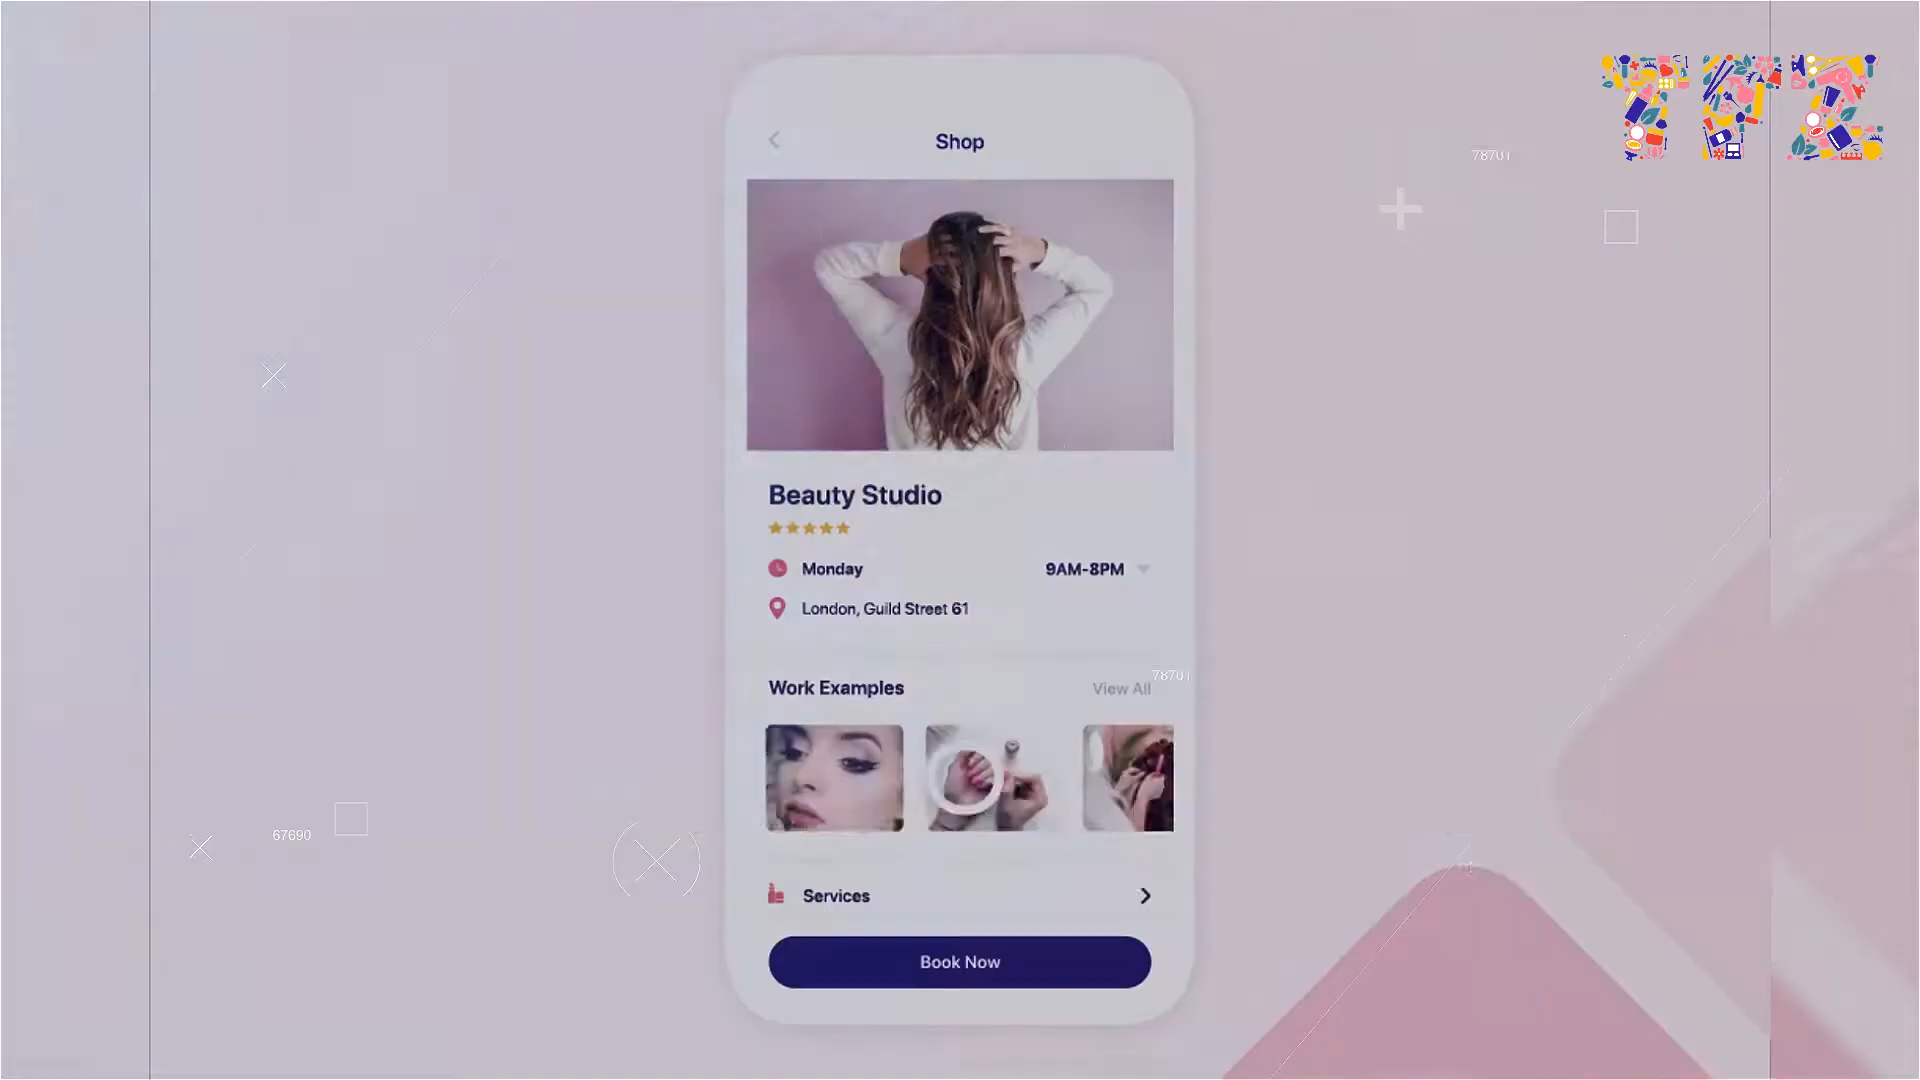 TPZ
Shop
78701
Beauty Studio
Monday 9AM-8PM
London, Guild Street 61
Work Examples View All
78701
67690
Services
Book Now